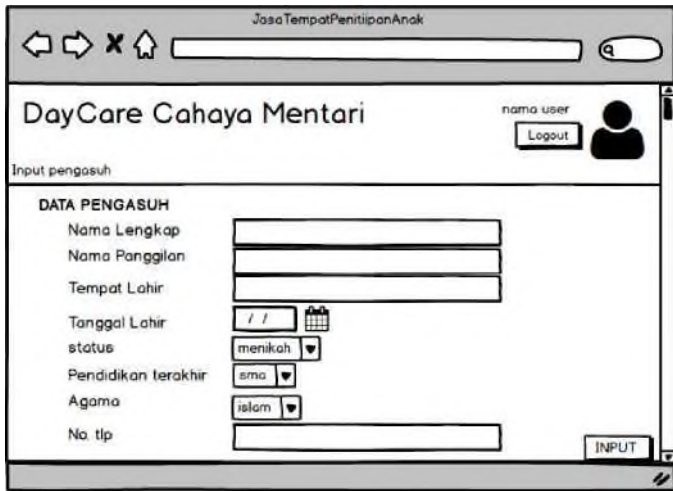 JasaTempatPenitiipanAnak
DayCare Cahaya Mentari
nama user
Logout
Input pengasuh
DATA PENGASUH
Nama Lengkap
Nama Panggilan
Tempat Lahir
Tanggal Lahir / /
status menikah
Pendidikan terakhir sma
Agama islam
No. tlp
INPUT